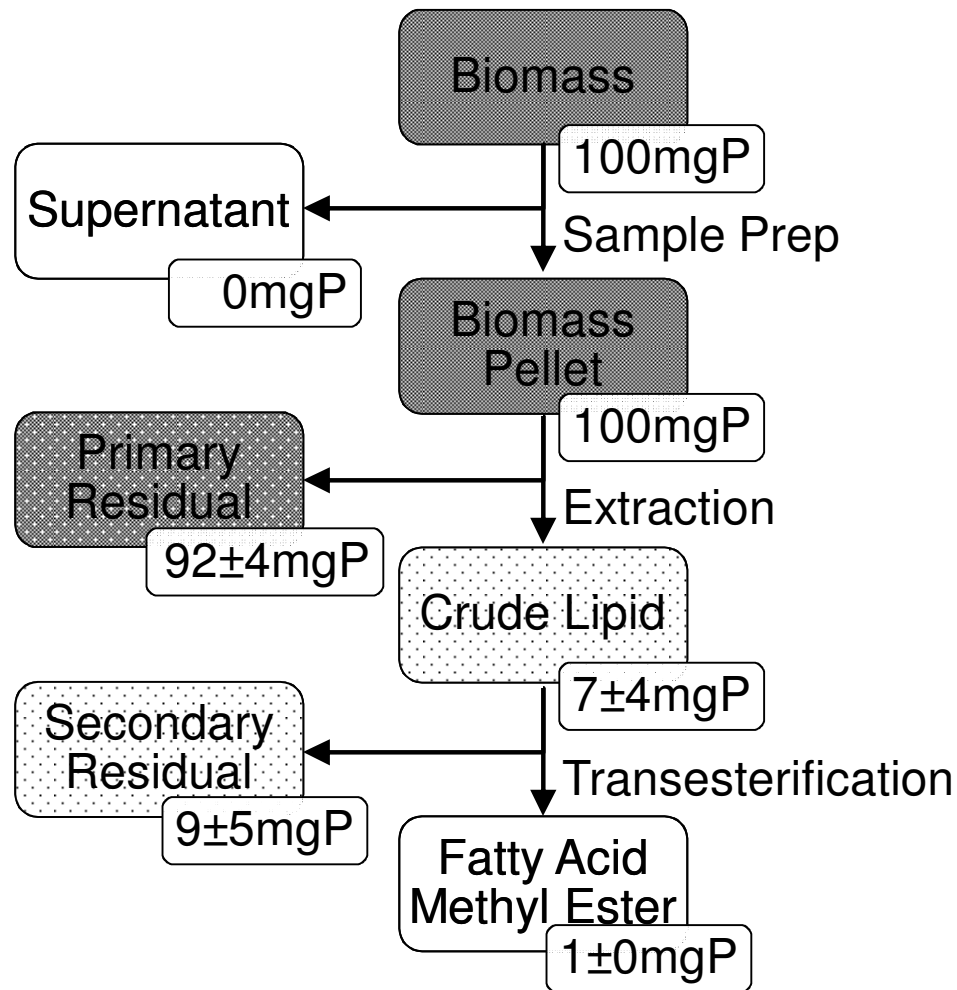 Biomass
100mgP
Supernatant
Sample Prep
0mgP
Biomass
Pellet
100mgP
Primary
Residual
Extraction
92±4mgP
Crude Lipid
7±4mgP
Secondary
Residual
Transesterification
9±5mgP
Fatty Acid
Methyl Ester
1±0mgP